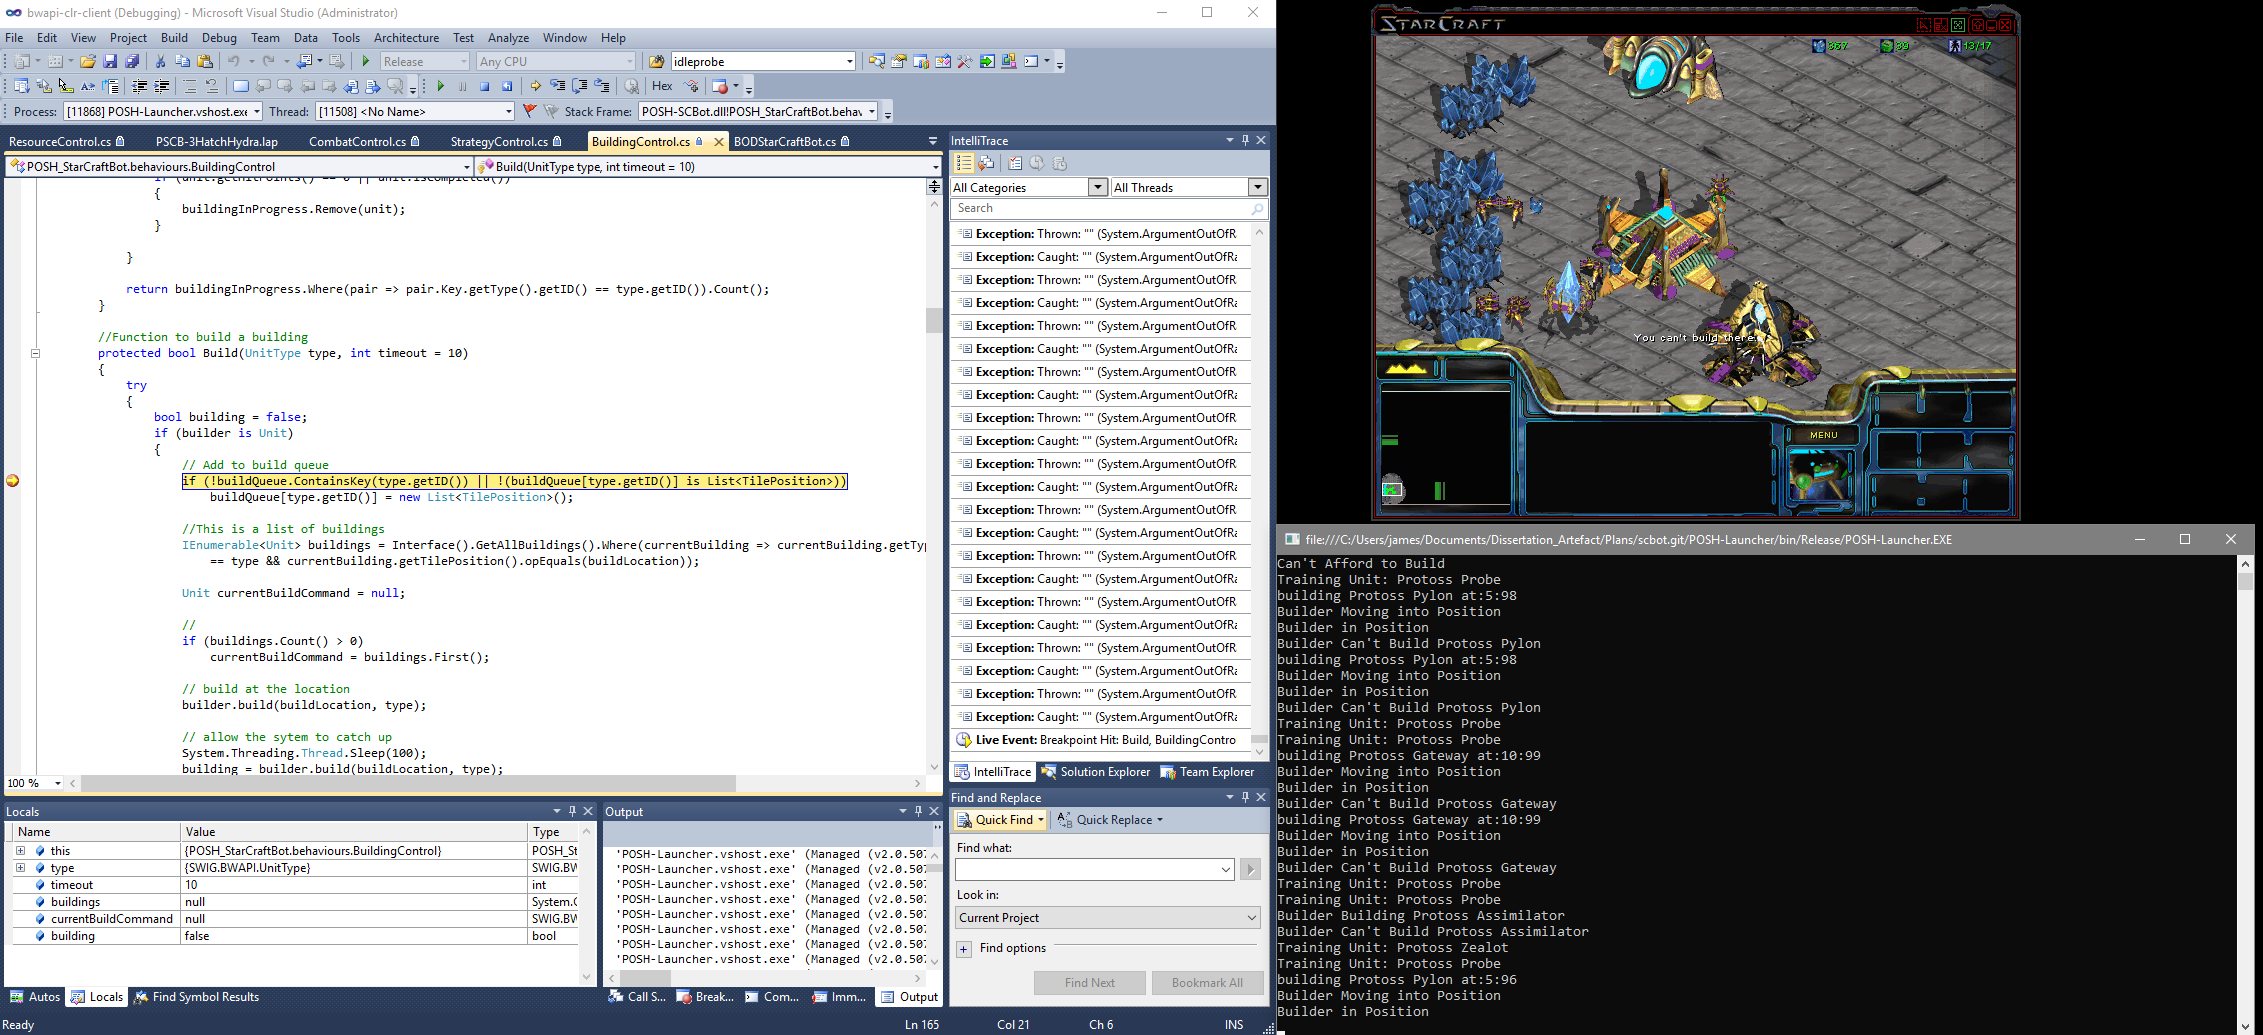 bwapi-clr-client (Debugging) - Microsoft Visual Studio (Administrator)
File Edit View Project Build Debug Team Data Tools Architecture Test Analyze Window Help
Release Any CPU idleprobe
Hex
Process: [11868] POSH-Launcher.vshost.exe Thread: [11508] <No Name> Stack Frame: POSH-SCBot.dll!POSH_StarCraftBot.behav
ResourceControl.cs PSCB-3HatchHydra.lap CombatControl.cs StrategyControl.cs BuildingControl.cs BODStarCraftBot.cs
POSH_StarCraftBot.behaviours.BuildingControl Build(UnitType type, int timeout = 10)
{
buildingInProgress.Remove(unit);
}
}
return buildingInProgress.Where(pair => pair.Key.getType().getID() == type.getID()).Count();
}
//Function to build a building
protected bool Build(UnitType type, int timeout = 10)
{
try
{
bool building = false;
if (builder is Unit)
{
// Add to build queue
if (!buildQueue.ContainsKey(type.getID()) || !(buildQueue[type.getID()] is List<TilePosition>))
buildQueue[type.getID()] = new List<TilePosition>();
//This is a list of buildings
IEnumerable<Unit> buildings = Interface().GetAllBuildings().Where(currentBuilding => currentBuilding.getTyp
== type && currentBuilding.getTilePosition().opEquals(buildLocation));
Unit currentBuildCommand = null;
//
if (buildings.Count() > 0)
currentBuildCommand = buildings.First();
// build at the location
builder.build(buildLocation, type);
// allow the sytem to catch up
System.Threading.Thread.Sleep(100);
building = builder.build(buildLocation, type);
100 %
IntelliTrace
All Categories All Threads
Search
Exception: Thrown: "" (System.ArgumentOutOfR
Exception: Caught: "" (System.ArgumentOutOfRa
Exception: Thrown: "" (System.ArgumentOutOfR
Exception: Caught: "" (System.ArgumentOutOfRa
Exception: Thrown: "" (System.ArgumentOutOfR
Exception: Caught: "" (System.ArgumentOutOfRa
Exception: Thrown: "" (System.ArgumentOutOfR
Exception: Caught: "" (System.ArgumentOutOfRa
Exception: Thrown: "" (System.ArgumentOutOfR
Exception: Caught: "" (System.ArgumentOutOfRa
Exception: Thrown: "" (System.ArgumentOutOfR
Exception: Caught: "" (System.ArgumentOutOfRa
Exception: Thrown: "" (System.ArgumentOutOfR
Exception: Caught: "" (System.ArgumentOutOfRa
Exception: Thrown: "" (System.ArgumentOutOfR
Exception: Caught: "" (System.ArgumentOutOfRa
Exception: Thrown: "" (System.ArgumentOutOfR
Exception: Caught: "" (System.ArgumentOutOfRa
Exception: Thrown: "" (System.ArgumentOutOfR
Exception: Caught: "" (System.ArgumentOutOfRa
Exception: Thrown: "" (System.ArgumentOutOfR
Exception: Caught: "" (System.ArgumentOutOfRa
Live Event: Breakpoint Hit: Build, BuildingContro
IntelliTrace Solution Explorer Team Explorer
Find and Replace
Quick Find Quick Replace
Find what:
Look in:
Current Project
Find options
Find Next Bookmark All
Locals
Name Value Type
this {POSH_StarCraftBot.behaviours.BuildingControl} POSH_St
type {SWIG.BWAPI.UnitType} SWIG.BW
timeout 10 int
buildings null System.C
currentBuildCommand null SWIG.BW
building false bool
Autos Locals Find Symbol Results
Output
'POSH-Launcher.vshost.exe' (Managed (v2.0.507
'POSH-Launcher.vshost.exe' (Managed (v2.0.507
'POSH-Launcher.vshost.exe' (Managed (v2.0.507
'POSH-Launcher.vshost.exe' (Managed (v2.0.507
'POSH-Launcher.vshost.exe' (Managed (v2.0.507
'POSH-Launcher.vshost.exe' (Managed (v2.0.507
'POSH-Launcher.vshost.exe' (Managed (v2.0.507
'POSH-Launcher.vshost.exe' (Managed (v2.0.507
Call S... Break... Com... Imm... Output
Ready Ln 165 Col 21 Ch 6 INS
STARCRAFT
367 39 13/17
You can't build there
MENU
file:///C:/Users/james/Documents/Dissertation_Artefact/Plans/scbot.git/POSH-Launcher/bin/Release/POSH-Launcher.EXE
Can't Afford to Build
Training Unit: Protoss Probe
building Protoss Pylon at:5:98
Builder Moving into Position
Builder in Position
Builder Can't Build Protoss Pylon
building Protoss Pylon at:5:98
Builder Moving into Position
Builder in Position
Builder Can't Build Protoss Pylon
Training Unit: Protoss Probe
Training Unit: Protoss Probe
building Protoss Gateway at:10:99
Builder Moving into Position
Builder in Position
Builder Can't Build Protoss Gateway
building Protoss Gateway at:10:99
Builder Moving into Position
Builder in Position
Builder Can't Build Protoss Gateway
Training Unit: Protoss Probe
Training Unit: Protoss Probe
Builder Building Protoss Assimilator
Builder Can't Build Protoss Assimilator
Training Unit: Protoss Zealot
Training Unit: Protoss Probe
building Protoss Pylon at:5:96
Builder Moving into Position
Builder in Position